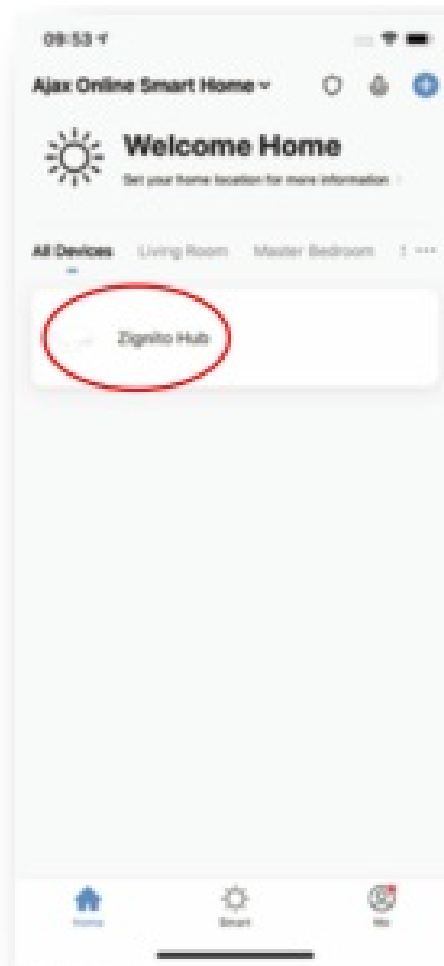 09:53
Ajax Online Smart Home
Welcome Home
Set your home location for more information
All Devices Living Room Master Bedroom
Zignito Hub
Home Smart Me